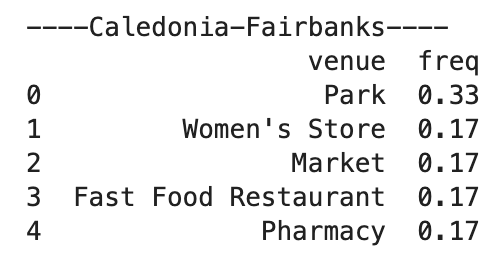 ----Caledonia-Fairbanks----
venue freq
0 Park 0.33
1 Women's Store 0.17
2 Market 0.17
3 Fast Food Restaurant 0.17
4 Pharmacy 0.17